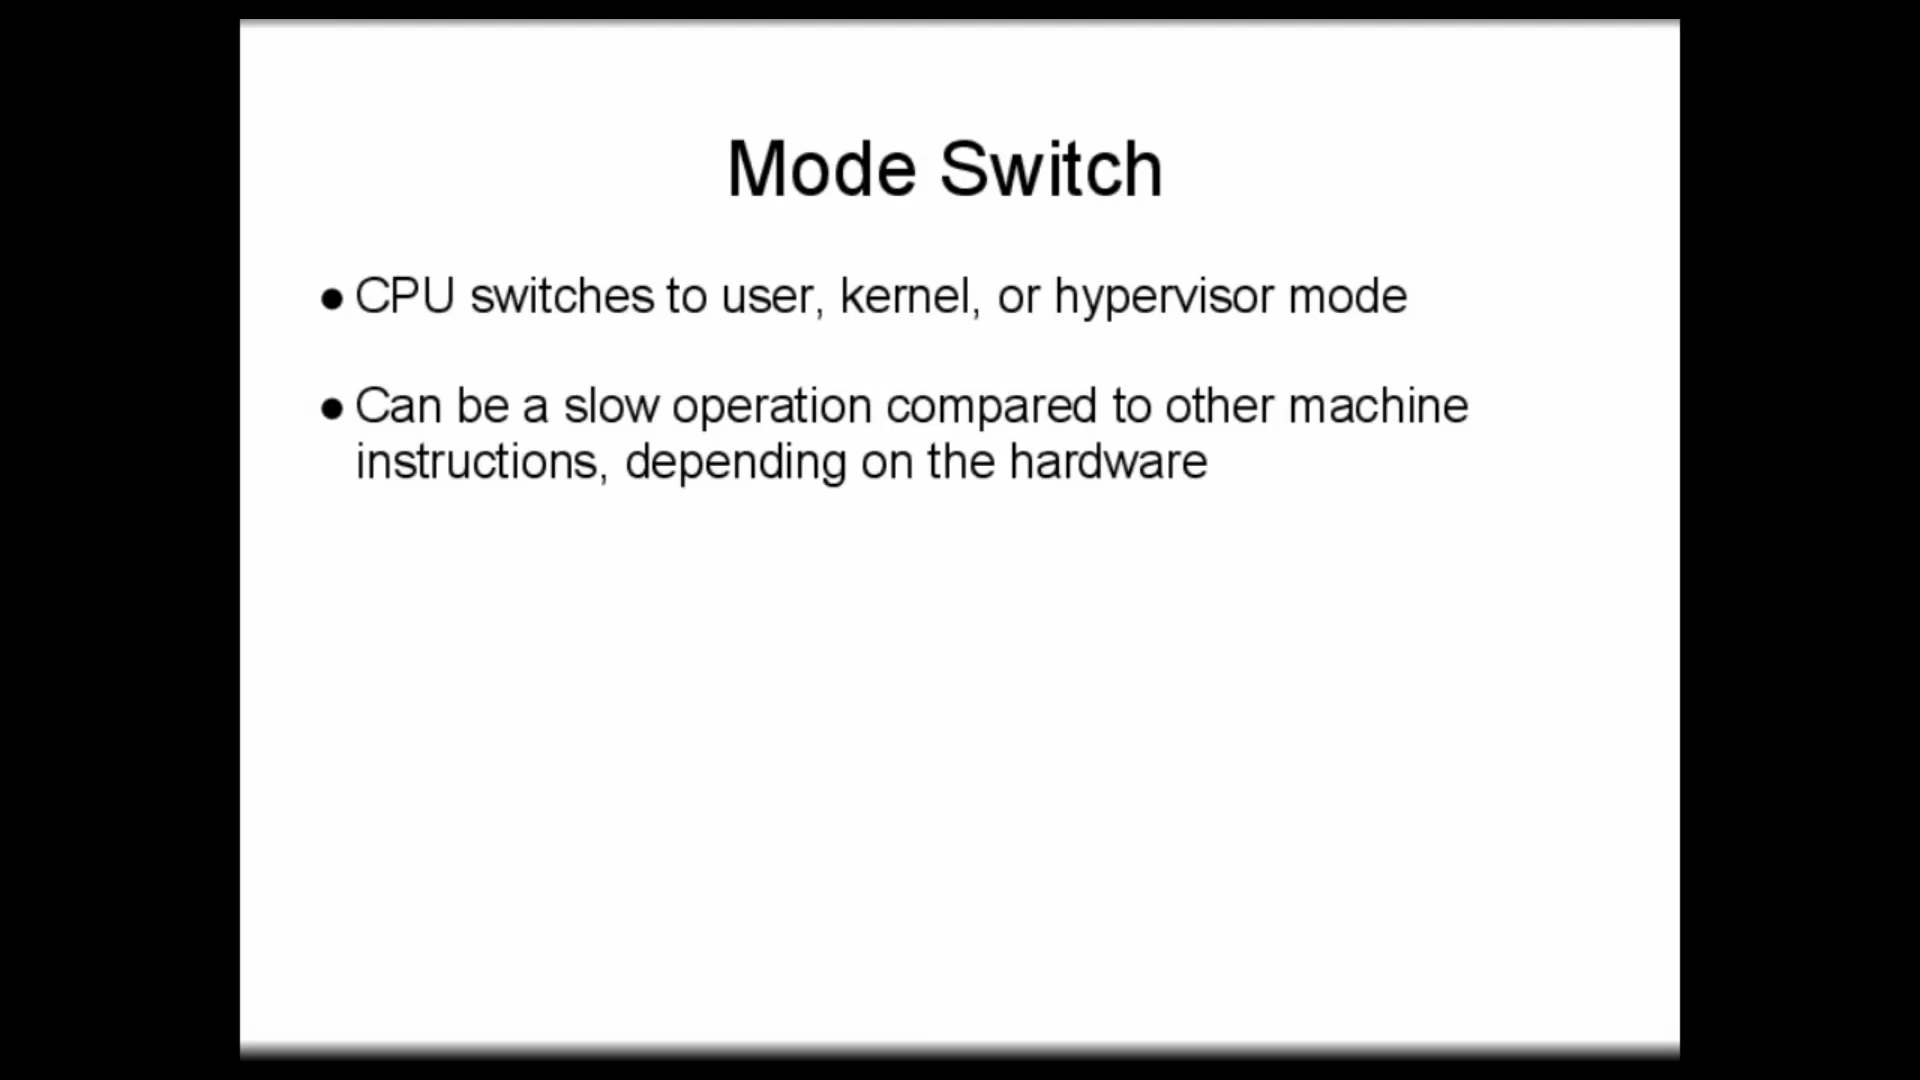 Mode Switch
● CPU switches to user, kernel, or hypervisor mode
● Can be a slow operation compared to other machine
instructions, depending on the hardware